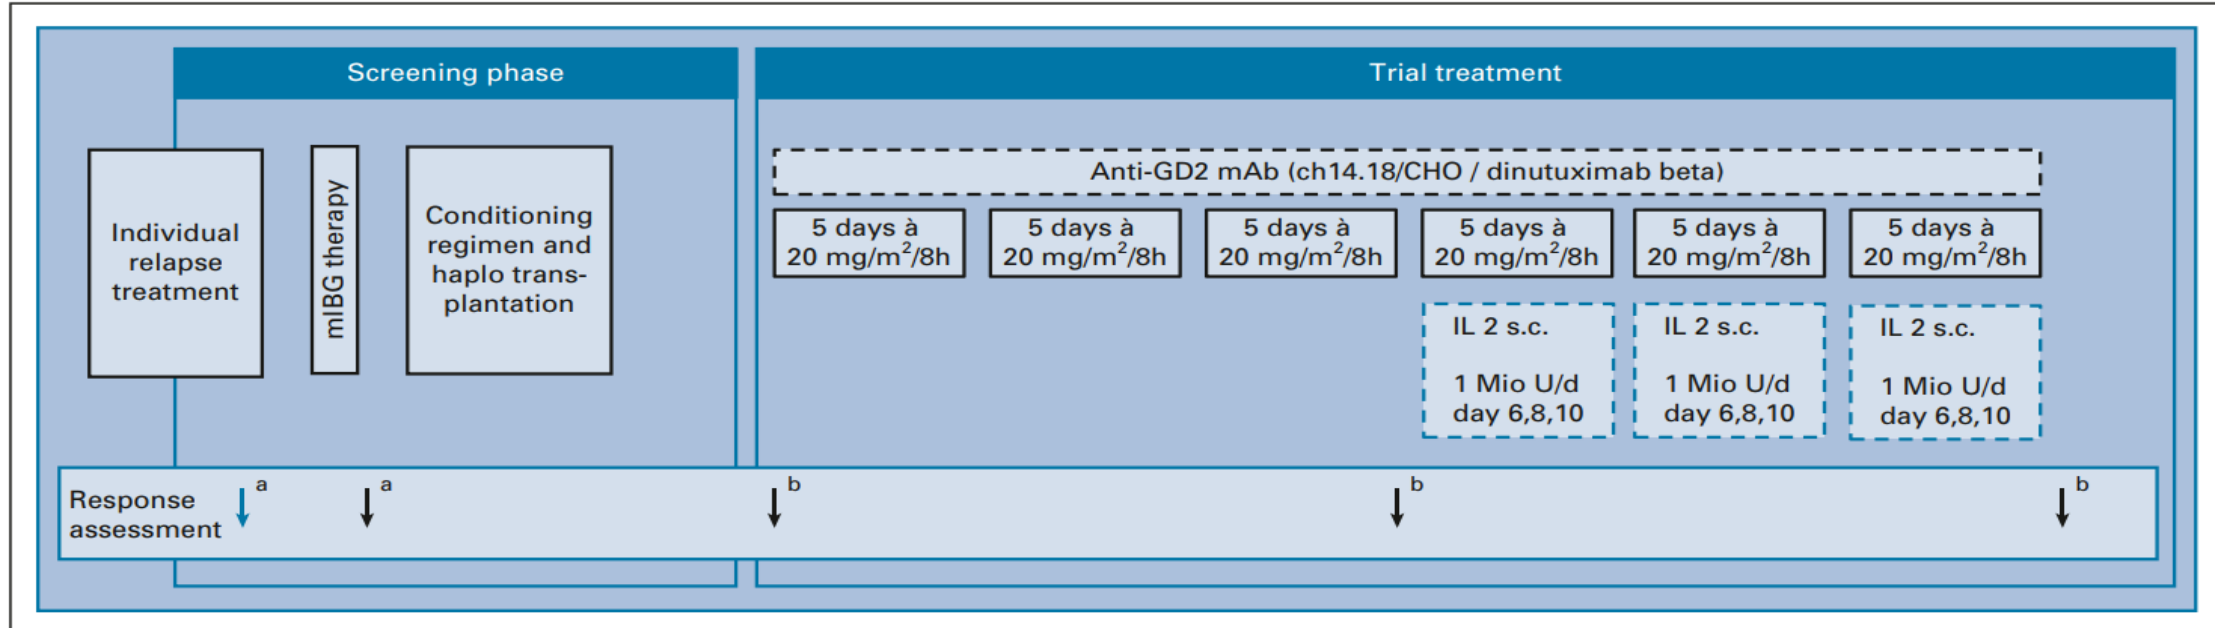 Screening phase
Trial treatment
Individual
relapse
treatment
mIBG therapy
Conditioning
regimen and
haplo trans-
plantation
Anti-GD2 mAb (ch14.18/CHO / dinutuximab beta)
5 days à
20 mg/m²/8h
5 days à
20 mg/m²/8h
5 days à
20 mg/m²/8h
5 days à
20 mg/m²/8h
5 days à
20 mg/m²/8h
5 days à
20 mg/m²/8h
IL 2 s.c.
1 Mio U/d
day 6,8,10
IL 2 s.c.
1 Mio U/d
day 6,8,10
IL 2 s.c.
1 Mio U/d
day 6,8,10
Response
assessment
a
a
b
b
b